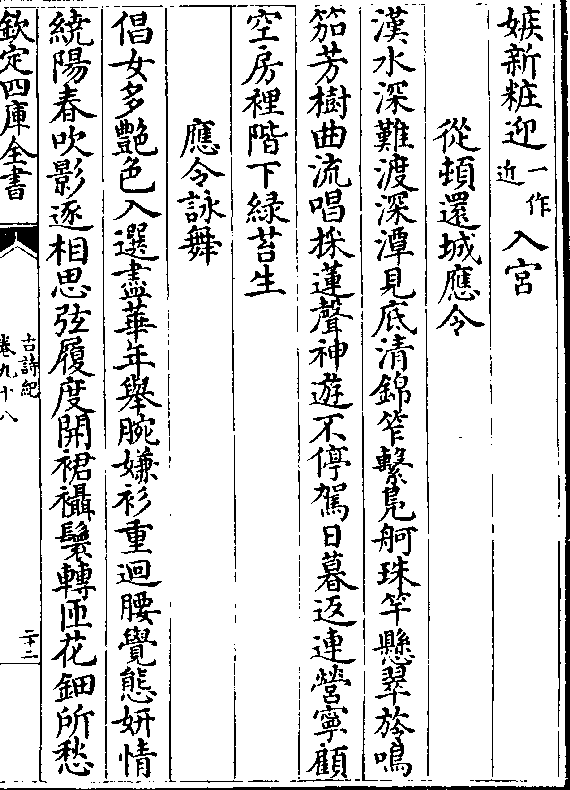 嫉新粧迎一作近入宮
從頓還城應令
漢水深難渡深潭見底清錦笮繫鳧舸珠竿懸翠旍鳴
笳芳樹曲流唱採蓮聲神遊不停駕日暮返連營寧顧
空房裡階下緑苔生
應令詠舞
倡女多艷色入選盡華年舉腕嫌衫重迴腰覺態妍情
繞陽春吹影逐相思弦履度開裙襵鬟轉匝花鈿所愁
欽定四庫全書
古詩紀
卷九十八
二十二